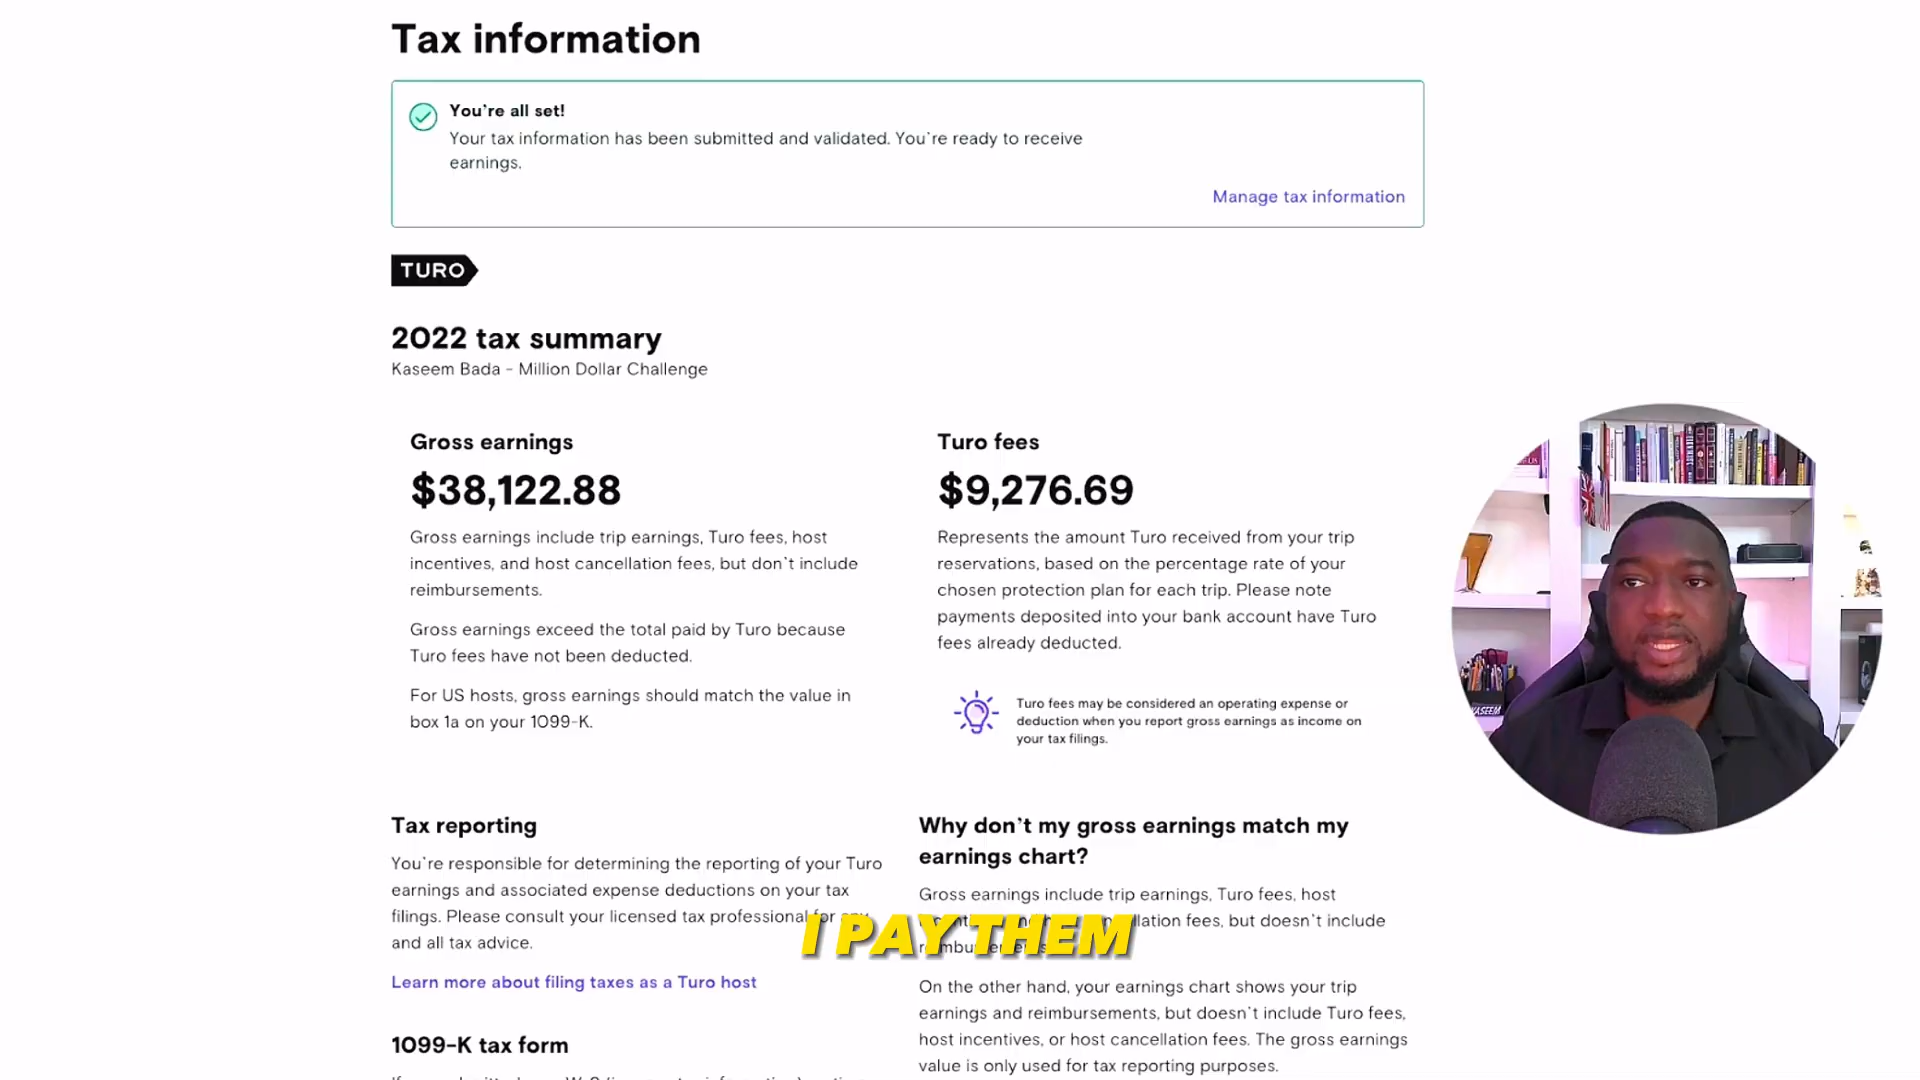 Tax information
You're all set!
Your tax information has been submitted and validated. You're ready to receive
earnings.
Manage tax information
TURO
2022 tax summary
Kaseem Bada - Million Dollar Challenge
Gross earnings
$38,122.88
Gross earnings include trip earnings, Turo fees, host
incentives, and host cancellation fees, but don't include
reimbursements.
Gross earnings exceed the total paid by Turo because
Turo fees have not been deducted.
For US hosts, gross earnings should match the value in
box 1a on your 1099-K.
Turo fees
$9,276.69
Represents the amount Turo received from your trip
reservations, based on the percentage rate of your
chosen protection plan for each trip. Please note
payments deposited into your bank account have Turo
fees already deducted.
Turo fees may be considered an operating expense or
deduction when you report gross earnings as income on
your tax filings.
Tax reporting
You're responsible for determining the reporting of your Turo
earnings and associated expense deductions on your tax
filings. Please consult your licensed tax professional for any
and all tax advice.
Learn more about filing taxes as a Turo host
1099-K tax form
Why don't my gross earnings match my
earnings chart?
Gross earnings include trip earnings, Turo fees, host
cancellation fees, but doesn't include
On the other hand, your earnings chart shows your trip
earnings and reimbursements, but doesn't include Turo fees,
host incentives, or host cancellation fees. The gross earnings
value is only used for tax reporting purposes.
I PAY THEM
KASEEM